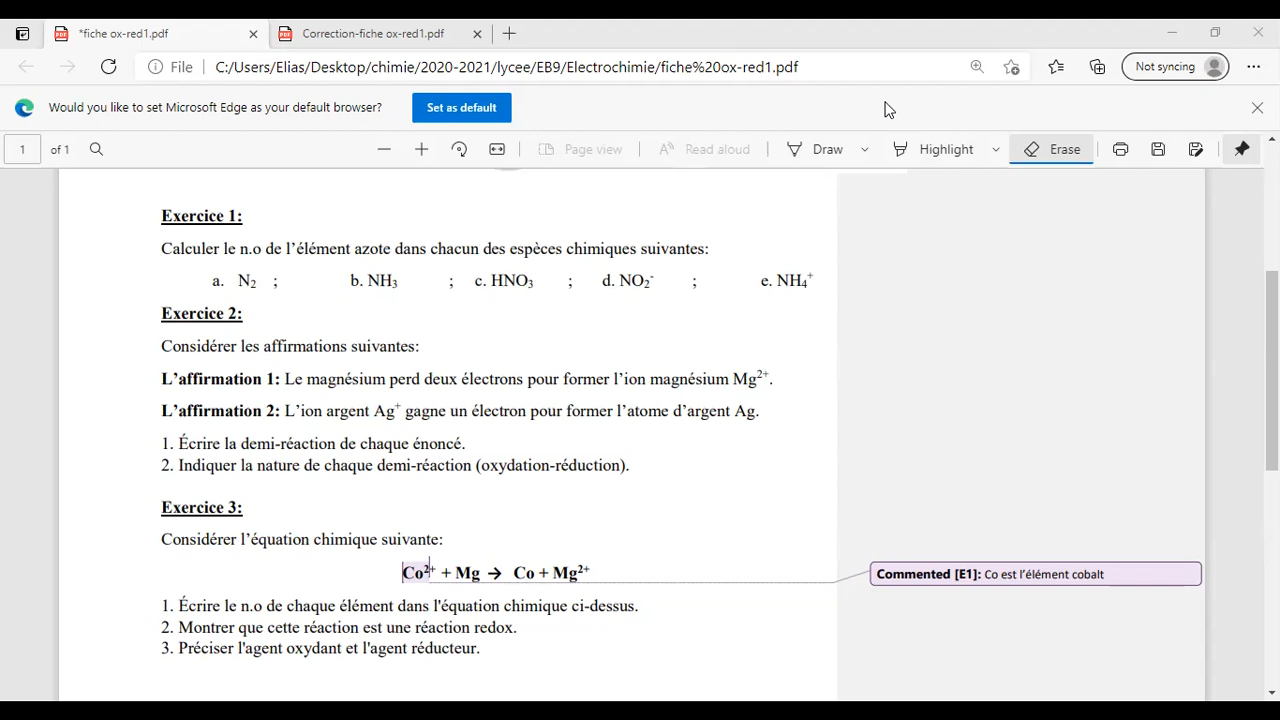 *fiche ox-red1.pdf
Correction-fiche ox-red1.pdf
File C:/Users/Elias/Desktop/chimie/2020-2021/lycee/EB9/Electrochimie/fiche%20ox-red1.pdf Not syncing
Would you like to set Microsoft Edge as your default browser? Set as default
1 of 1 Page view Read aloud Draw Highlight Erase
Exercice 1:
Calculer le n.o de l’élément azote dans chacun des espèces chimiques suivantes:
a. N₂ ; b. NH₃ ; c. HNO₃ ; d. NO₂⁻ ; e. NH₄⁺
Exercice 2:
Considérer les affirmations suivantes:
L’affirmation 1: Le magnésium perd deux électrons pour former l’ion magnésium Mg²⁺.
L’affirmation 2: L’ion argent Ag⁺ gagne un électron pour former l’atome d’argent Ag.
1. Écrire la demi-réaction de chaque énoncé.
2. Indiquer la nature de chaque demi-réaction (oxydation-réduction).
Exercice 3:
Considérer l’équation chimique suivante:
Co²⁺ + Mg → Co + Mg²⁺
Commented [E1]: Co est l’élément cobalt
1. Écrire le n.o de chaque élément dans l'équation chimique ci-dessus.
2. Montrer que cette réaction est une réaction redox.
3. Préciser l'agent oxydant et l'agent réducteur.